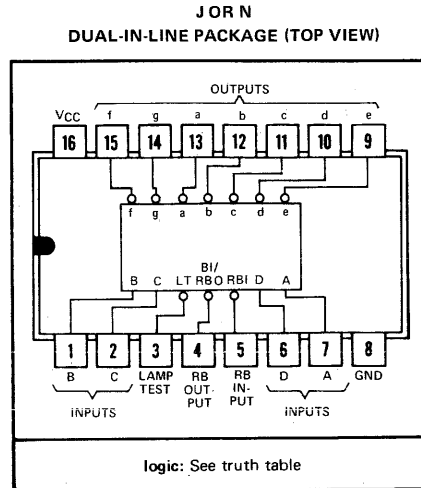 J OR N
DUAL-IN-LINE PACKAGE (TOP VIEW)
OUTPUTS
VCC f g a b c d e
16 15 14 13 12 11 10 9
f g a b c d e
BI/
B C LT RBO RBI D A
1 2 3 4 5 6 7 8
B C LAMP TEST RB OUT-PUT RB IN-PUT D A GND
INPUTS INPUTS
logic: See truth table